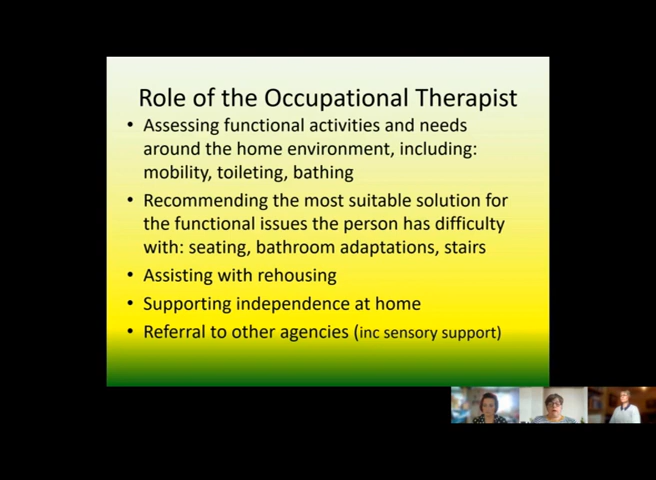 Role of the Occupational Therapist
• Assessing functional activities and needs
around the home environment, including:
mobility, toileting, bathing
• Recommending the most suitable solution for
the functional issues the person has difficulty
with: seating, bathroom adaptations, stairs
• Assisting with rehousing
• Supporting independence at home
• Referral to other agencies (inc sensory support)